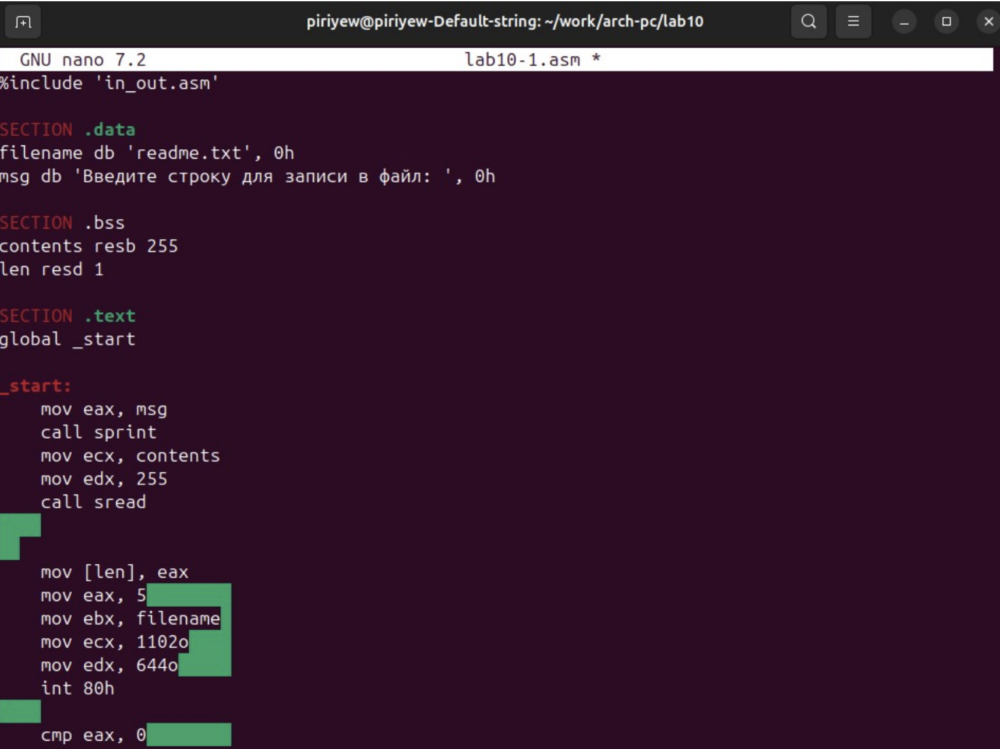 piriyew@piriyew-Default-string: ~/work/arch-pc/lab10
GNU nano 7.2 lab10-1.asm *
%include 'in_out.asm'
SECTION .data
filename db 'readme.txt', 0h
msg db 'Введите строку для записи в файл: ', 0h
SECTION .bss
contents resb 255
len resd 1
SECTION .text
global _start
_start:
mov eax, msg
call sprint
mov ecx, contents
mov edx, 255
call sread
mov [len], eax
mov eax, 5
mov ebx, filename
mov ecx, 1102o
mov edx, 644o
int 80h
cmp eax, 0